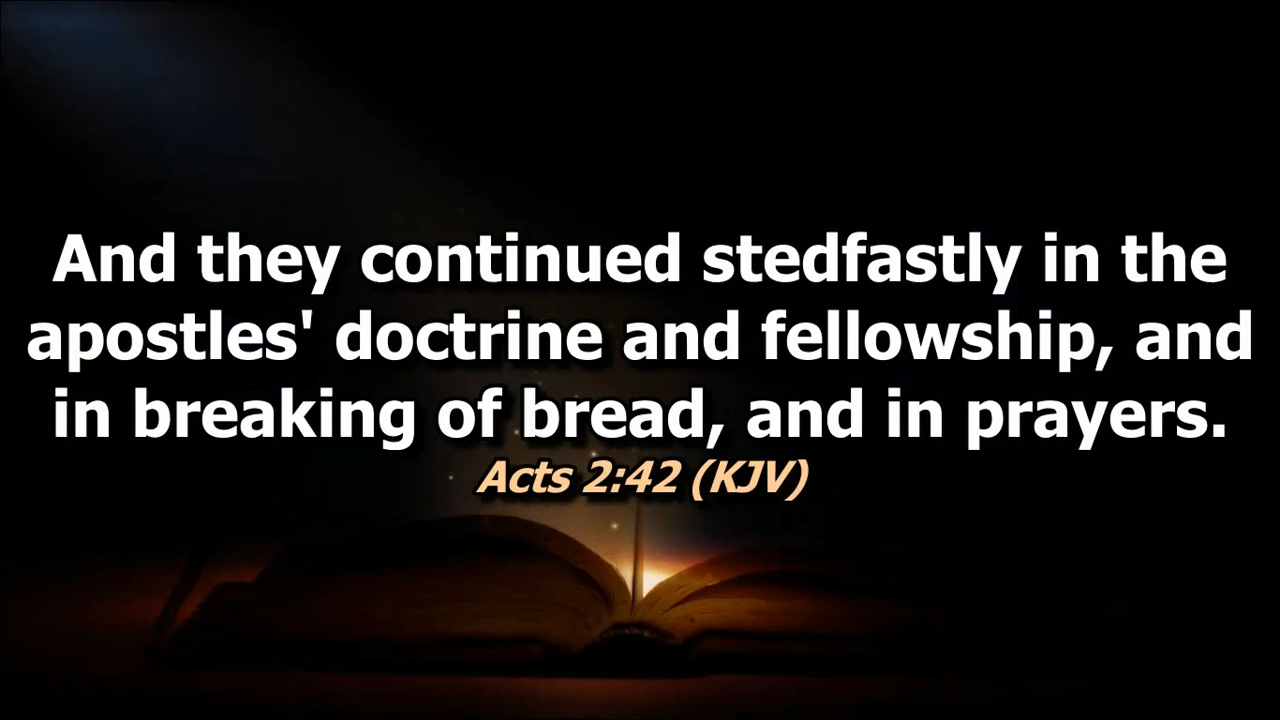 And they continued stedfastly in the
apostles' doctrine and fellowship, and
in breaking of bread, and in prayers.
Acts 2:42 (KJV)